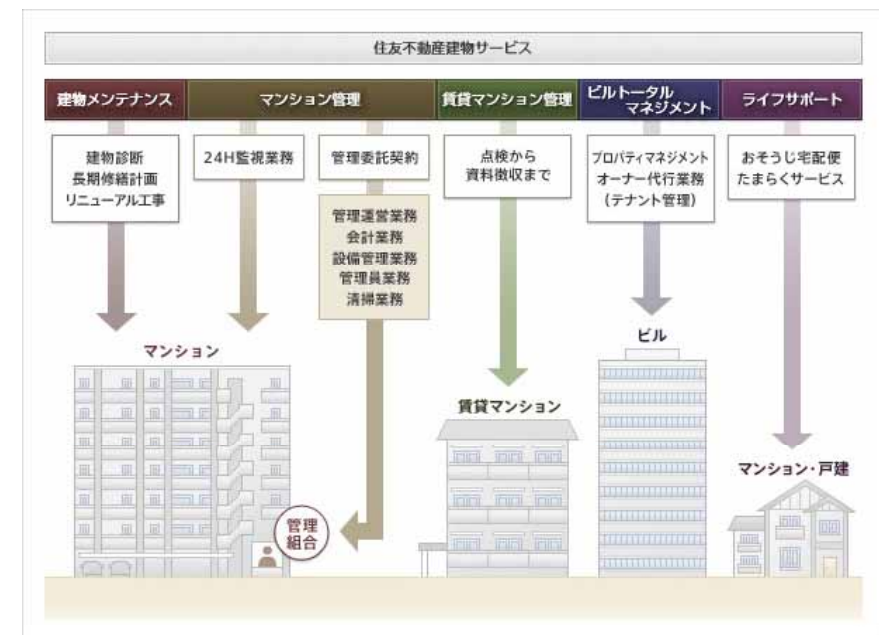 住友不動産建物サービス
建物メンテナンス
マンション管理
賃貸マンション管理
ビルトータル
マネジメント
ライフサポート
建物診断
長期修繕計画
リニューアル工事
24H監視業務
管理委託契約
管理運営業務
会計業務
設備管理業務
管理員業務
清掃業務
点検から
資料徴収まで
プロパティマネジメント
オーナー代行業務
(テナント管理)
おそうじ宅配便
たまらくサービス
マンション
管理
組合
賃貸マンション
ビル
マンション・戸建